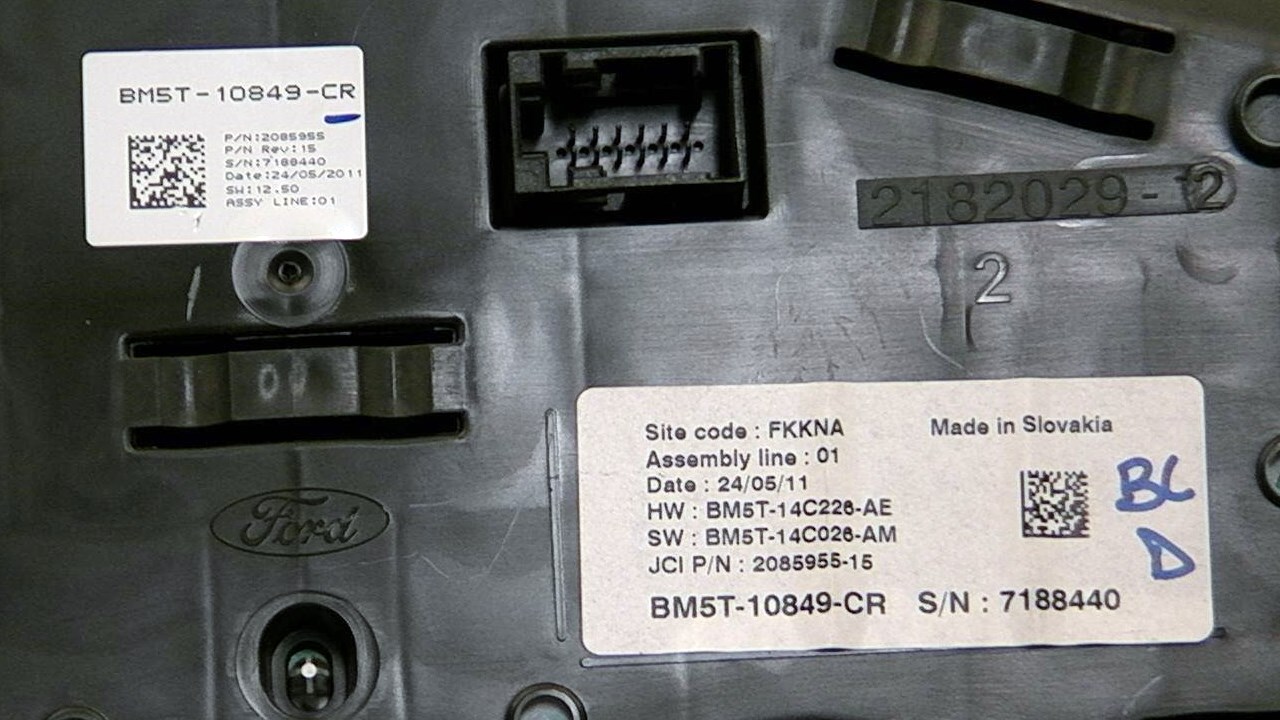 BM5T-10849-CR
P/N:2085955
P/N Rev:15
S/N:7188440
Date:24/05/2011
SW:12.50
ASSY LINE:01
2182029-12
2
Ford
Site code : FKKNA
Made in Slovakia
Assembly line : 01
Date : 24/05/11
HW : BM5T-14C226-AE
SW : BM5T-14C026-AM
JCI P/N : 2085955-15
BM5T-10849-CR S/N : 7188440
BC
D